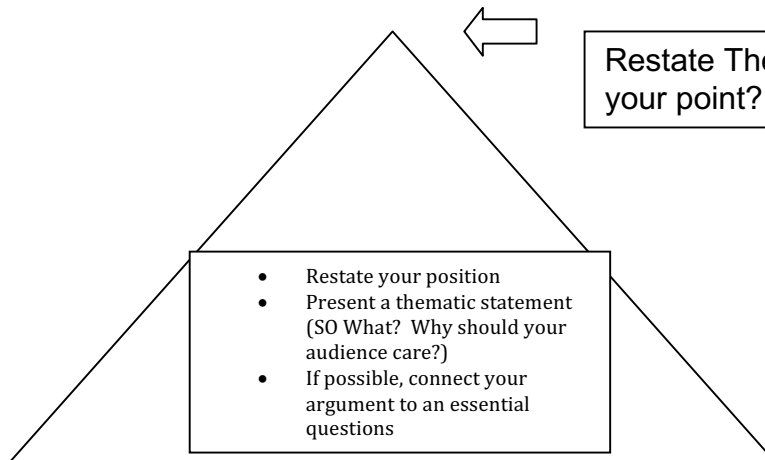 Restate
your point?
• Restate your position
• Present a thematic statement
(SO What?  Why should your
audience care?)
• If possible, connect your
argument to an essential
questions